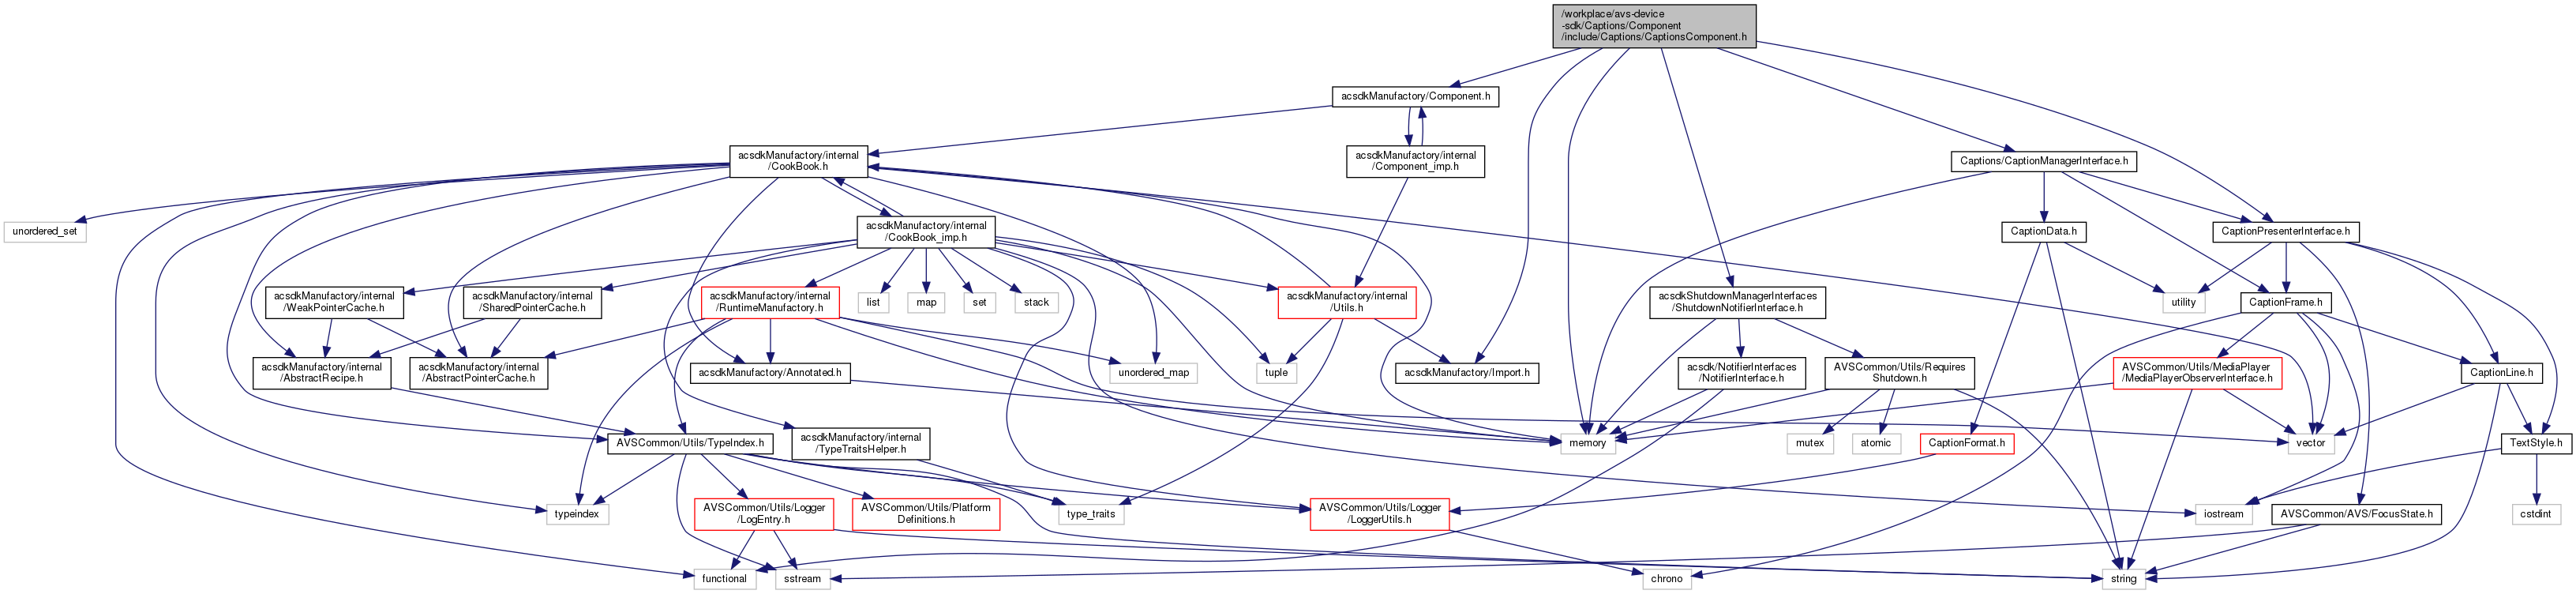 /workplace/avs-device
-sdk/Captions/Component
/include/Captions/CaptionsComponent.h
acsdkManufactory/Component.h
acsdkManufactory/internal
/CookBook.h
acsdkManufactory/internal
/Component_imp.h
Captions/CaptionManagerInterface.h
unordered_set
acsdkManufactory/internal
/CookBook_imp.h
CaptionData.h
CaptionPresenterInterface.h
acsdkManufactory/internal
/WeakPointerCache.h
acsdkManufactory/internal
/SharedPointerCache.h
acsdkManufactory/internal
/RuntimeManufactory.h
list
map
set
stack
acsdkManufactory/internal
/Utils.h
acsdkShutdownManagerInterfaces
/ShutdownNotifierInterface.h
utility
CaptionFrame.h
acsdkManufactory/internal
/AbstractRecipe.h
acsdkManufactory/internal
/AbstractPointerCache.h
acsdkManufactory/Annotated.h
unordered_map
tuple
acsdkManufactory/Import.h
acsdk/NotifierInterfaces
/NotifierInterface.h
AVSCommon/Utils/Requires
Shutdown.h
AVSCommon/Utils/MediaPlayer
/MediaPlayerObserverInterface.h
CaptionLine.h
AVSCommon/Utils/TypeIndex.h
acsdkManufactory/internal
/TypeTraitsHelper.h
memory
mutex
atomic
CaptionFormat.h
vector
TextStyle.h
typeindex
AVSCommon/Utils/Logger
/LogEntry.h
AVSCommon/Utils/Platform
Definitions.h
type_traits
AVSCommon/Utils/Logger
/LoggerUtils.h
iostream
AVSCommon/AVS/FocusState.h
cstdint
functional
sstream
chrono
string